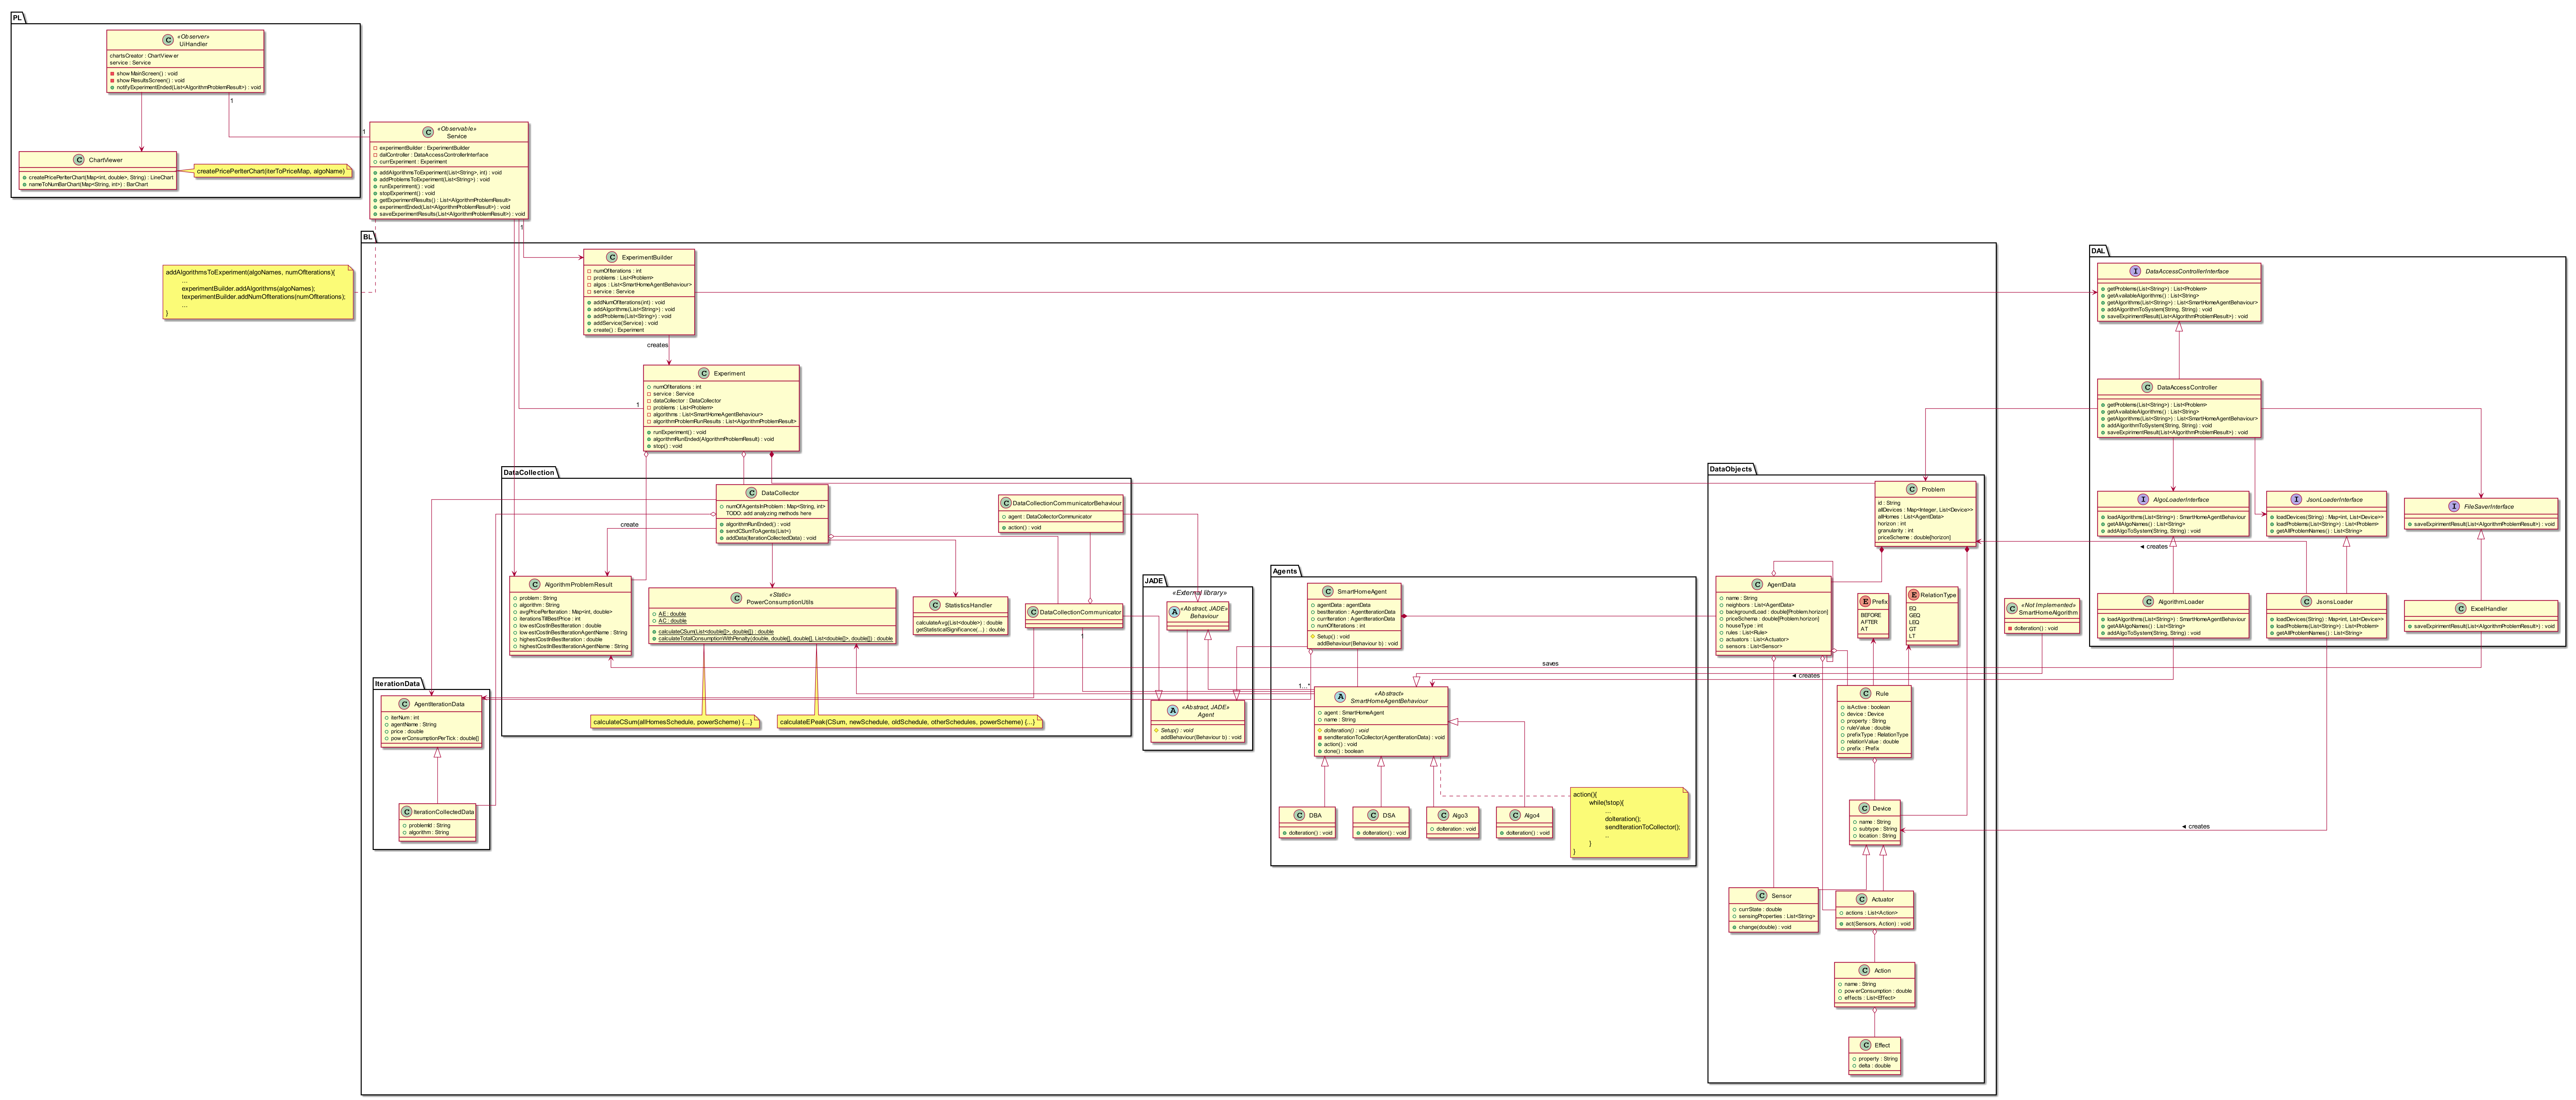 PL
«Observer»
UiHandler
chartsCreator : ChartViewer
service : Service
showMainScreen() : void
showResultsScreen() : void
notifyExperimentEnded(List<AlgorithmProblemResult>) : void
1
1
ChartViewer
createPricePerIterChart(Map<int, double>, String) : LineChart
nameToNumBarChart(Map<String, int>) : BarChart
createPricePerIterChart(iterToPriceMap, algoName)
«Observable»
Service
experimentBuilder : ExperimentBuilder
dalController : DataAccessControllerInterface
currExperiment : Experiment
addAlgorithmsToExperiment(List<String>, int) : void
addProblemsToExperiment(List<String>) : void
runExperiment() : void
stopExperiment() : void
getExperimentResults() : List<AlgorithmProblemResult>
experimentEnded(List<AlgorithmProblemResult>) : void
saveExperimentResults(List<AlgorithmProblemResult>) : void
1
addAlgorithmsToExperiment(algoNames, numOfIterations){
...
experimentBuilder.addAlgorithms(algoNames);
texperimentBuilder.addNumOfIterations(numOfIterations);
...
}
BL
ExperimentBuilder
numOfIterations : int
problems : List<Problem>
algos : List<SmartHomeAgentBehaviour>
service : Service
addNumOfIterations(int) : void
addAlgorithms(List<String>) : void
addProblems(List<String>) : void
addService(Service) : void
create() : Experiment
creates
Experiment
numOfIterations : int
service : Service
dataCollector : DataCollector
problems : List<Problem>
algorithms : List<SmartHomeAgentBehaviour>
algorithmProblemRunResults : List<AlgorithmProblemResult>
runExperiment() : void
algorithmRunEnded(AlgorithmProblemResult) : void
stop() : void
1
DataCollection
DataCollector
numOfAgentsInProblem : Map<String, int>
TODO: add analyzing methods here
algorithmRunEnded() : void
sendCSumToAgents(List<)
addData(IterationCollectedData) : void
create
DataCollectionCommunicatorBehaviour
agent : DataCollectorCommunicator
action() : void
AlgorithmProblemResult
problem : String
algorithm : String
avgPricePerIteration : Map<int, double>
iterationsTillBestPrice : int
lowestCostInBestIteration : double
lowestCostInBestIterationAgentName : String
highestCostInBestIteration : double
highestCostInBestIterationAgentName : String
«Static»
PowerConsumptionUtils
AE : double
AC : double
calculateCSum(List<double[]>, double[]) : double
calculateTotalConsumptionWithPenalty(double, double[], double[], List<double[]>, double[]) : double
StatisticsHandler
calculateAvg(List<double>) : double
getStatisticalSignificance(...) : double
DataCollectionCommunicator
1
calculateCSum(allHomesSchedule, powerScheme) {...}
calculateEPeak(CSum, newSchedule, oldSchedule, otherSchedules, powerScheme) {...}
IterationData
AgentIterationData
iterNum : int
agentName : String
price : double
powerConsumptionPerTick : double[]
IterationCollectedData
problemId : String
algorithm : String
JADE
«External library»
«Abstract, JADE»
Behaviour
«Abstract, JADE»
Agent
Setup() : void
addBehaviour(Behaviour b) : void
Agents
SmartHomeAgent
agentData : agentData
bestIteration : AgentIterationData
currIteration : AgentIterationData
numOfIterations : int
Setup() : void
addBehaviour(Behaviour b) : void
1...*
«Abstract»
SmartHomeAgentBehaviour
agent : SmartHomeAgent
name : String
doIteration() : void
sendIterationToCollector(AgentIterationData) : void
action() : void
done() : boolean
DBA
doIteration() : void
DSA
doIteration() : void
Algo3
doIteration : void
Algo4
doIteration() : void
action(){
while(!stop){
...
doIteration();
sendIterationToCollector();
...
}
}
DataObjects
Problem
id : String
allDevices : Map<Integer, List<Device>>
allHomes : List<AgentData>
horizon : int
granularity : int
priceScheme : double[horizon]
AgentData
name : String
neighbors : List<AgentData>
backgroundLoad : double[Problem.horizon]
priceSchema : double[Problem.horizon]
houseType : int
rules : List<Rule>
actuators : List<Actuator>
sensors : List<Sensor>
Prefix
BEFORE
AFTER
AT
RelationType
EQ
GEQ
LEQ
GT
LT
Rule
isActive : boolean
device : Device
property : String
ruleValue : double
prefixType : RelationType
relationValue : double
prefix : Prefix
Device
name : String
subtype : String
location : String
Sensor
currState : double
sensingProperties : List<String>
change(double) : void
Actuator
actions : List<Action>
act(Sensors, Action) : void
Action
name : String
powerConsumption : double
effects : List<Effect>
Effect
property : String
delta : double
«Not Implemented»
SmartHomeAlgorithm
doIteration() : void
saves
◄ creates
◄ creates
◄ creates
DAL
DataAccessControllerInterface
getProblems(List<String>) : List<Problem>
getAvailableAlgorithms() : List<String>
getAlgorithms(List<String>) : List<SmartHomeAgentBehaviour>
addAlgorithmToSystem(String, String) : void
saveExpirimentResult(List<AlgorithmProblemResult>) : void
DataAccessController
getProblems(List<String>) : List<Problem>
getAvailableAlgorithms() : List<String>
getAlgorithms(List<String>) : List<SmartHomeAgentBehaviour>
addAlgorithmToSystem(String, String) : void
saveExpirimentResult(List<AlgorithmProblemResult>) : void
AlgoLoaderInterface
loadAlgorithms(List<String>) : SmartHomeAgentBehaviour
getAllAlgoNames() : List<String>
addAlgoToSystem(String, String) : void
JsonLoaderInterface
loadDevices(String) : Map<int, List<Device>>
loadProblems(List<String>) : List<Problem>
getAllProblemNames() : List<String>
FileSaverInterface
saveExpirimentResult(List<AlgorithmProblemResult>) : void
AlgorithmLoader
loadAlgorithms(List<String>) : SmartHomeAgentBehaviour
getAllAlgoNames() : List<String>
addAlgoToSystem(String, String) : void
JsonsLoader
loadDevices(String) : Map<int, List<Device>>
loadProblems(List<String>) : List<Problem>
getAllProblemNames() : List<String>
ExcelHandler
saveExpirimentResult(List<AlgorithmProblemResult>) : void